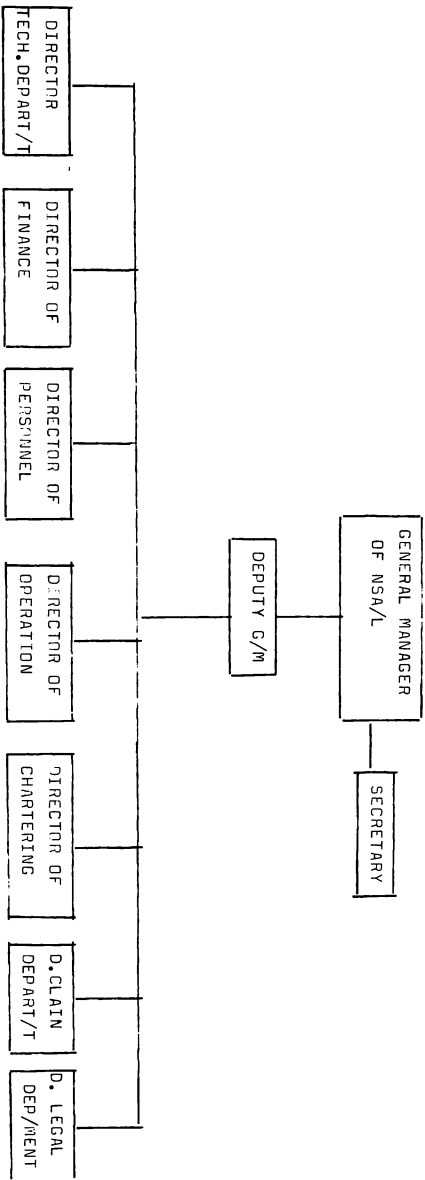 GENERAL MANAGER
OF NSA/L
SECRETARY
DEPUTY G/M
DIRECTOR
TECH.DEPART/T
DIRECTOR OF
FINANCE
DIRECTOR OF
PERSONNEL
DIRECTOR OF
OPERATION
DIRECTOR OF
CHARTERING
D.CLAIN
DEPART/T
D. LEGAL
DEP/MENT